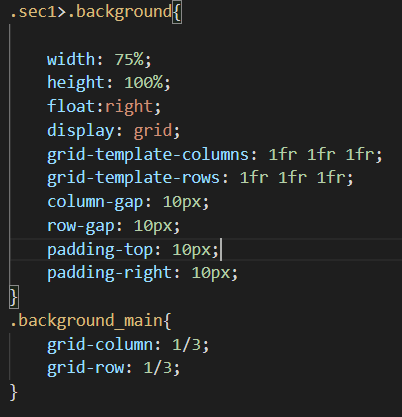 .sec1>.background{
width: 75%;
height: 100%;
float:right;
display: grid;
grid-template-columns: 1fr 1fr 1fr;
grid-template-rows: 1fr 1fr 1fr;
column-gap: 10px;
row-gap: 10px;
padding-top: 10px;
padding-right: 10px;
}
.background_main{
grid-column: 1/3;
grid-row: 1/3;
}